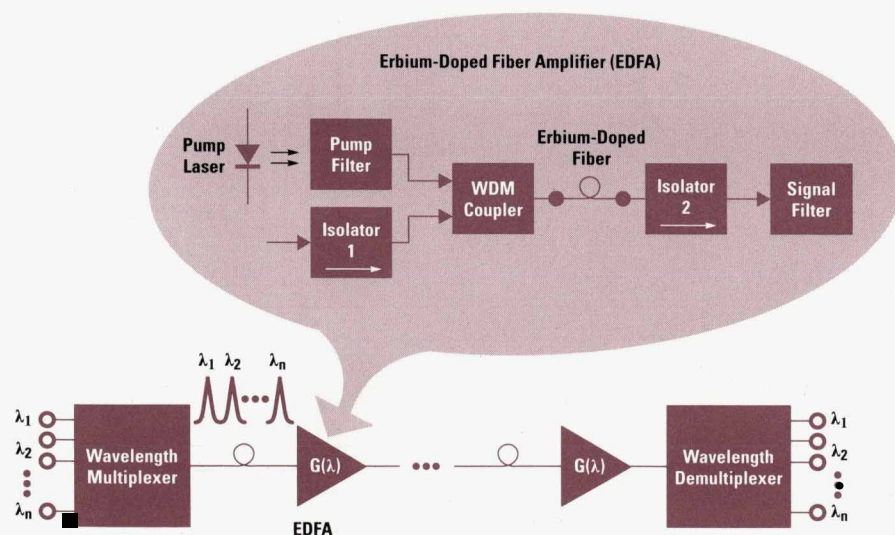 Erbium-Doped Fiber Amplifier (EDFA)
Pump
Laser
Pump
Filter
Isolator
1
WDM
Coupler
Erbium-Doped
Fiber
Isolator
2
Signal
Filter
λ1 λ2 λn
λ1
λ2
λn
Wavelength
Multiplexer
G(λ)
EDFA
G(λ)
Wavelength
Demultiplexer
λ1
λ2
λn